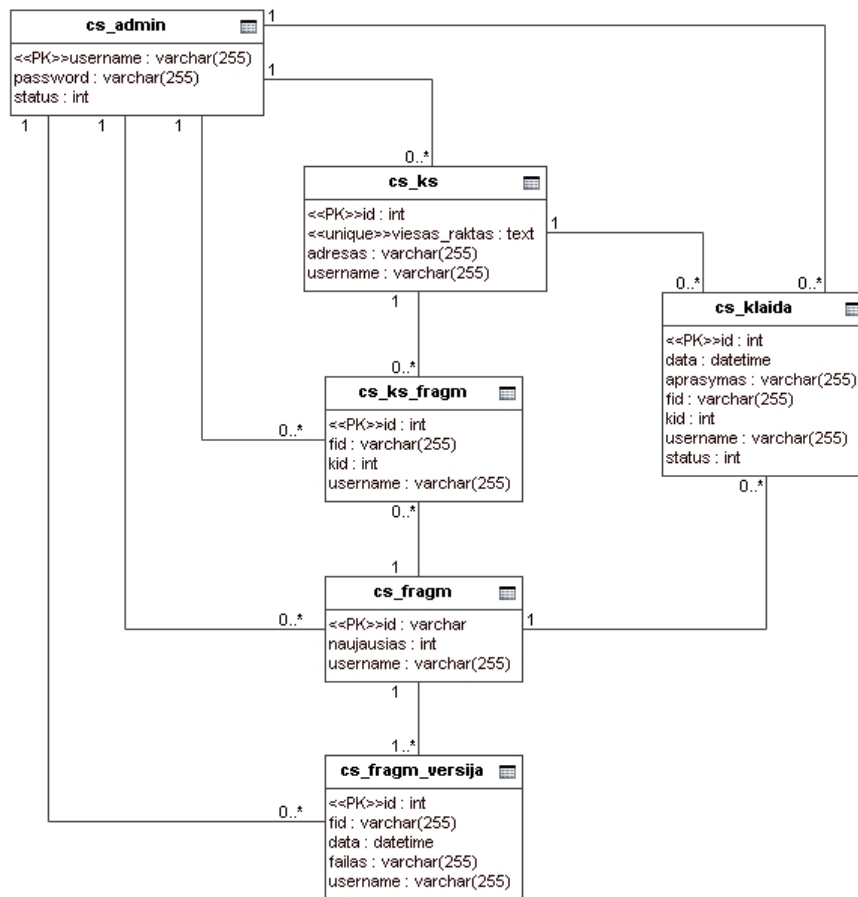 cs_admin
<<PK>>username : varchar(255)
password : varchar(255)
status : int
1
1
1
1
1
0..*
cs_ks
<<PK>>id : int
<<unique>>viesas_raktas : text
adresas : varchar(255)
username : varchar(255)
1
1
0..*
0..*
cs_klaida
<<PK>>id : int
data : datetime
aprasymas : varchar(255)
fid : varchar(255)
kid : int
username : varchar(255)
status : int
0..*
0..*
cs_ks_fragm
<<PK>>id : int
fid : varchar(255)
kid : int
username : varchar(255)
0..*
0..*
1
cs_fragm
<<PK>>id : varchar
naujausias : int
username : varchar(255)
0..*
1
1
1..*
cs_fragm_versija
<<PK>>id : int
fid : varchar(255)
data : datetime
failas : varchar(255)
username : varchar(255)
0..*